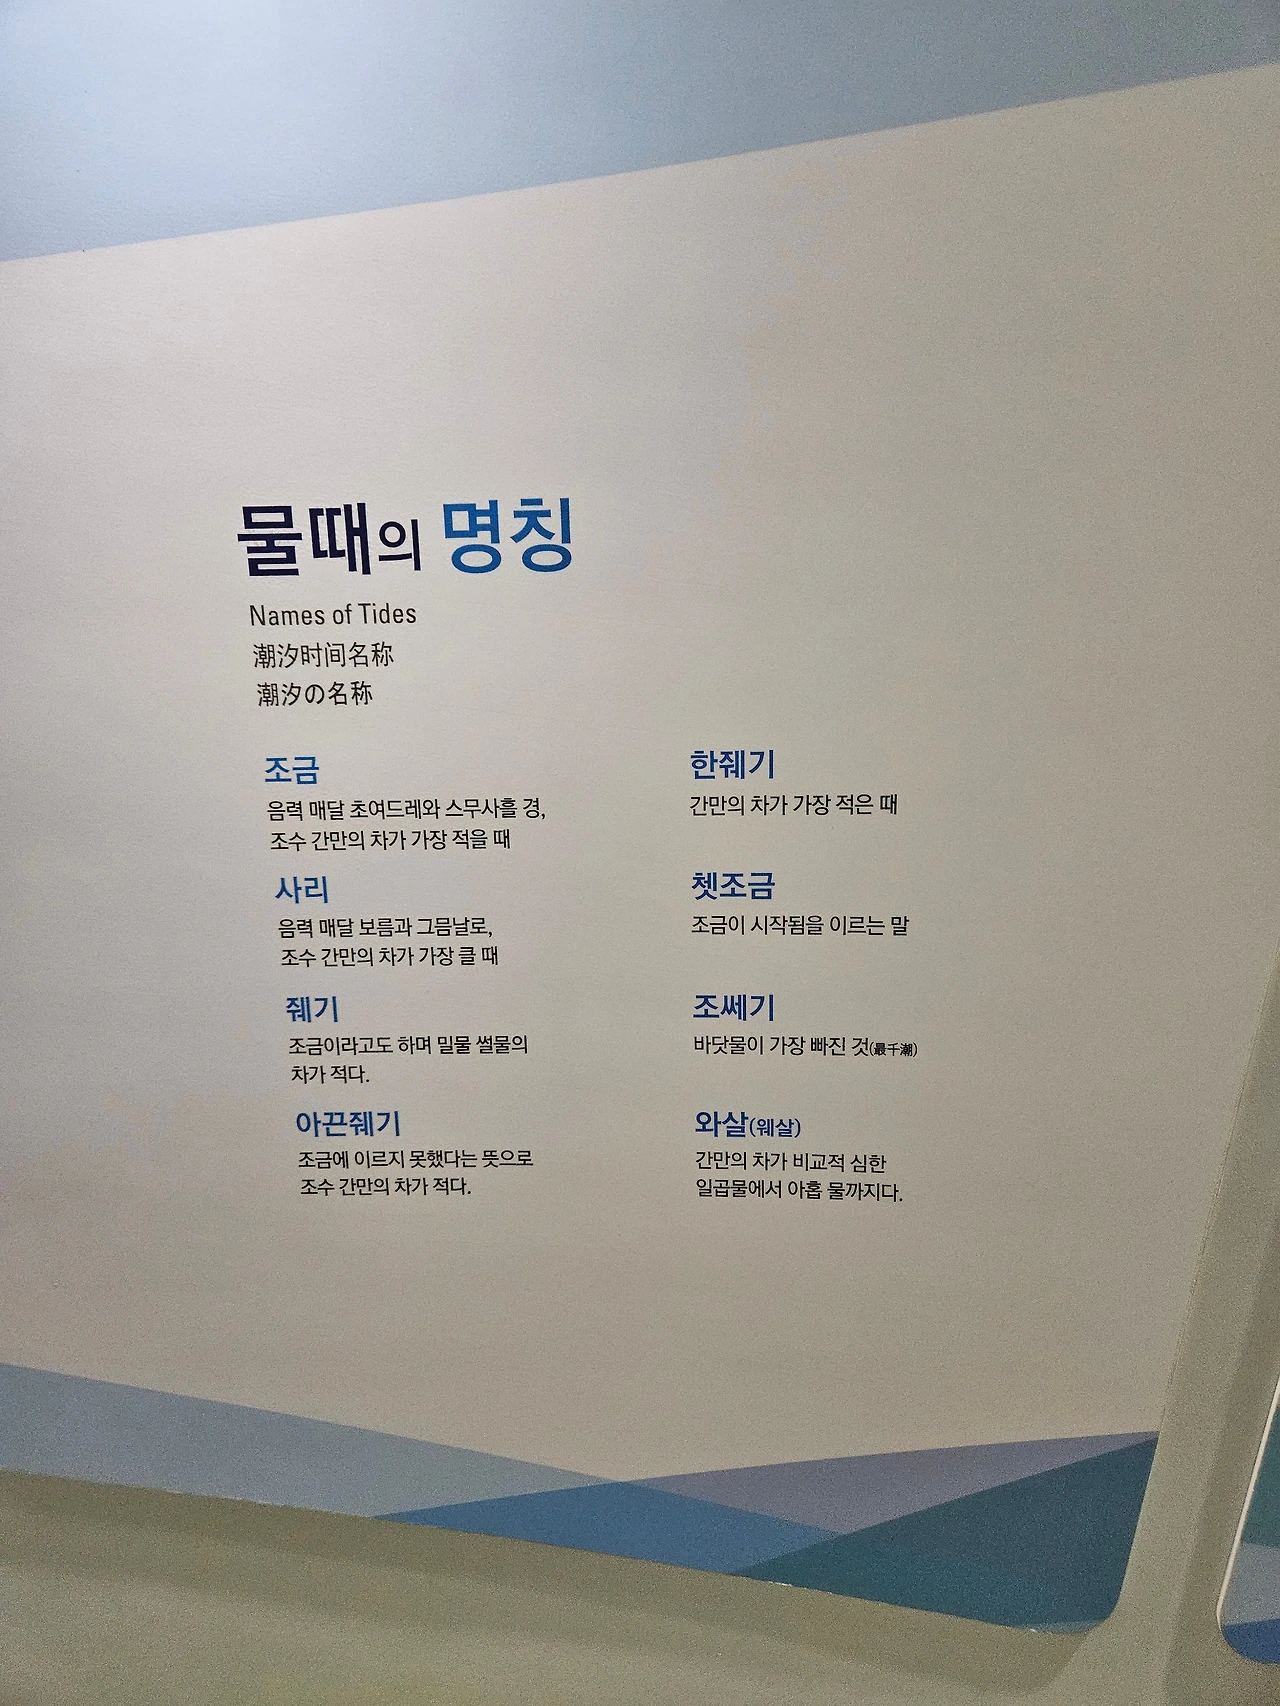 물때의 명칭
Names of Tides
潮汐时间名称
潮汐の名称
조금
음력 매달 초여드레와 스무사흘 경,
조수 간만의 차가 가장 적을 때
사리
음력 매달 보름과 그믐날로,
조수 간만의 차가 가장 클 때
줴기
조금이라고도 하며 밀물 썰물의
차가 적다.
아끈줴기
조금에 이르지 못했다는 뜻으로
조수 간만의 차가 적다.
한줴기
간만의 차가 가장 적은 때
쳇조금
조금이 시작됨을 이르는 말
조쎄기
바닷물이 가장 빠진 것(最千潮)
와살(웨살)
간만의 차가 비교적 심한
일곱물에서 아홉 물까지다.